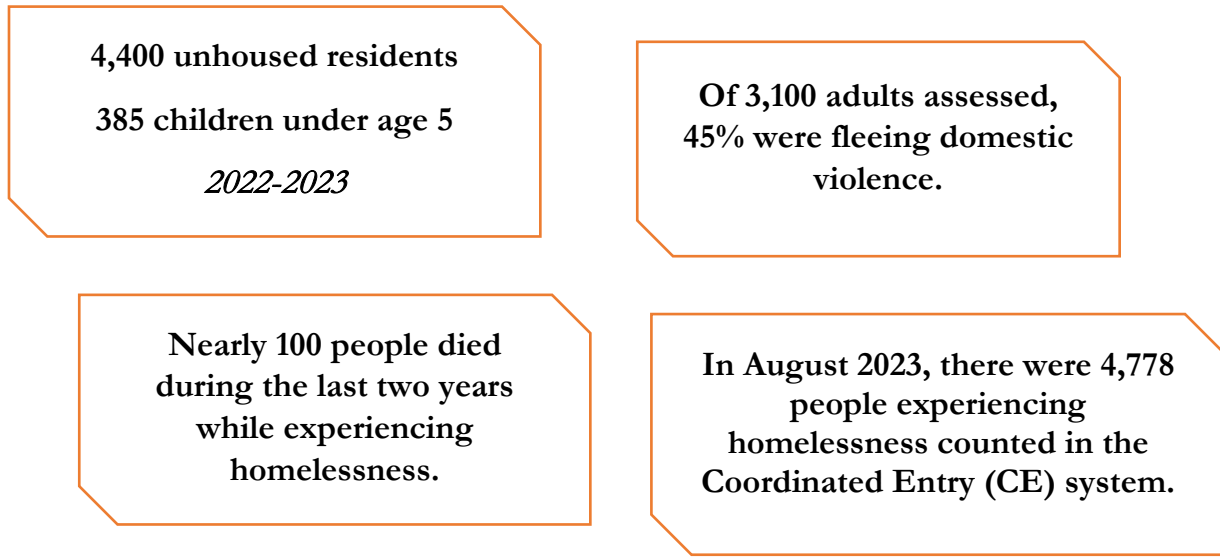 4,400 unhoused residents
385 children under age 5
2022-2023
Of 3,100 adults assessed,
45% were fleeing domestic
violence.
Nearly 100 people died
during the last two years
while experiencing
homelessness.
In August 2023, there were 4,778
people experiencing
homelessness counted in the
Coordinated Entry (CE) system.